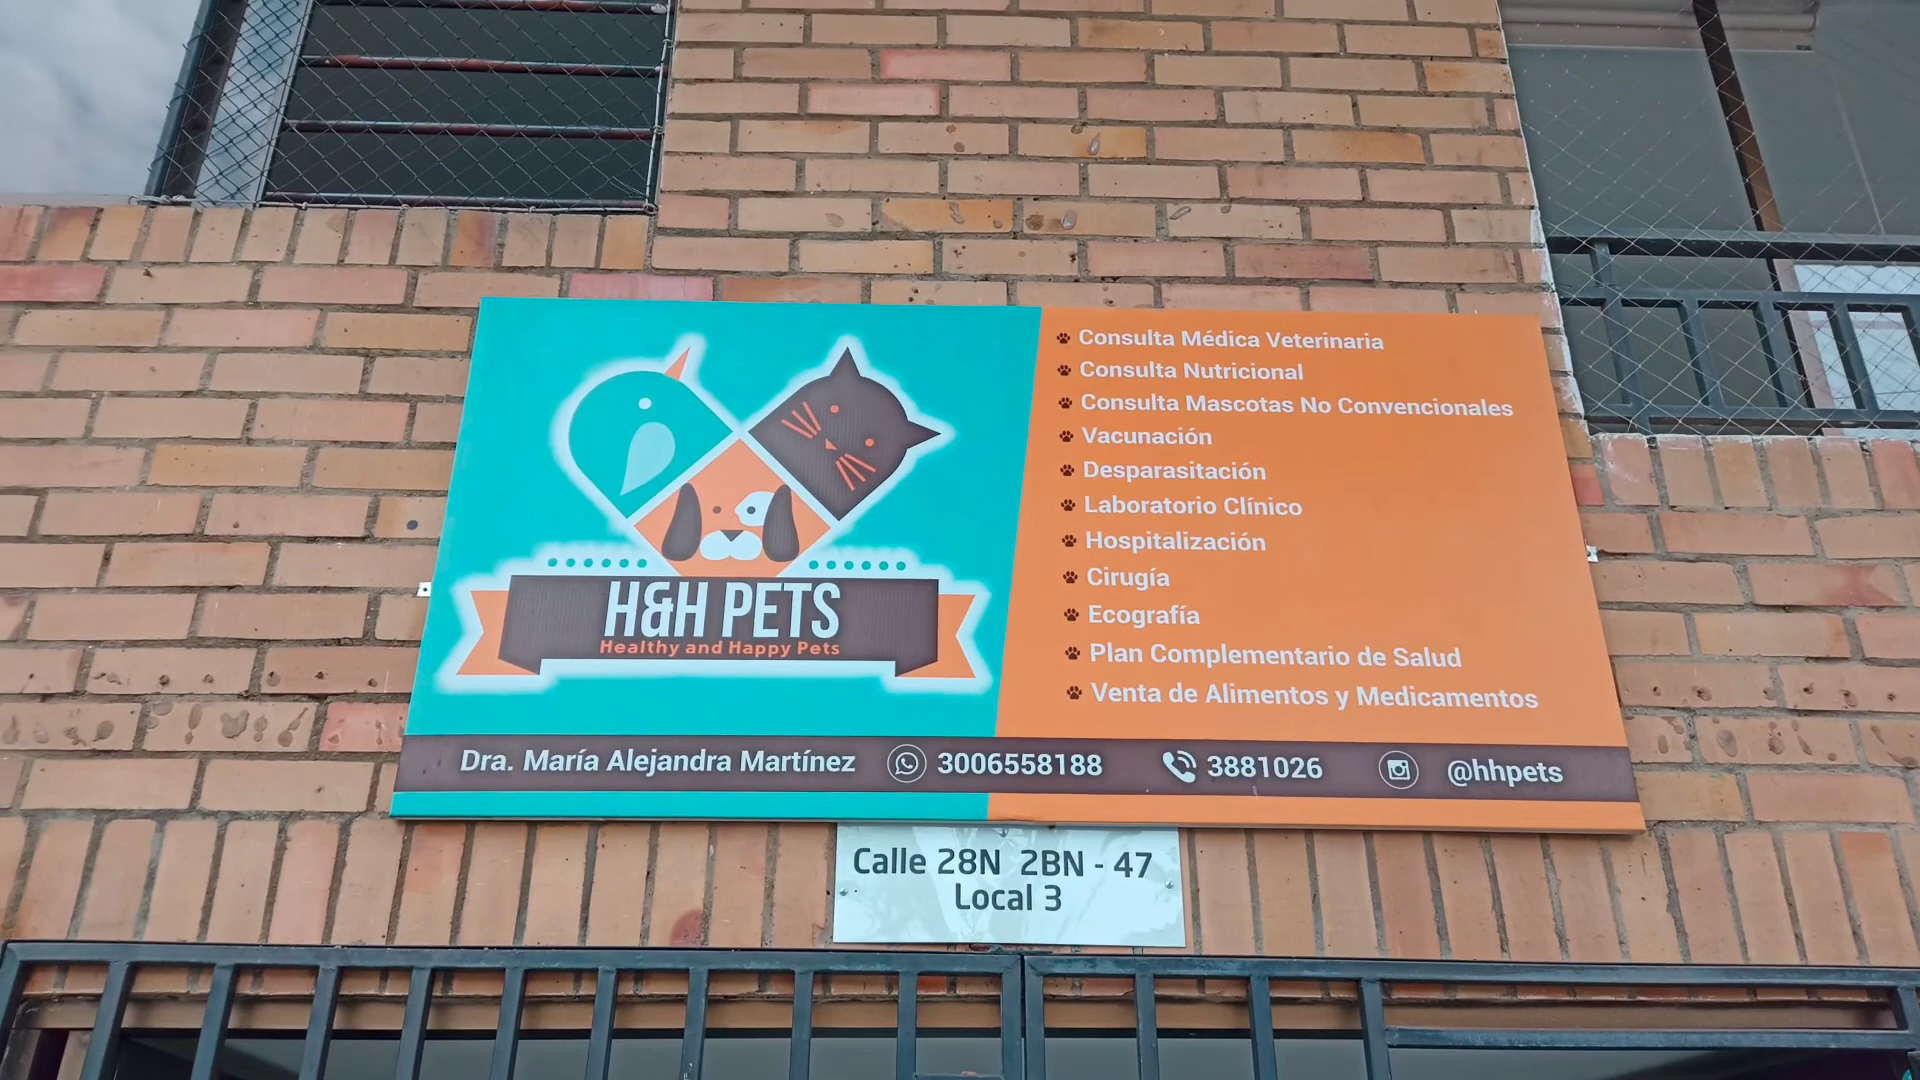 H&H PETS
Healthy and Happy Pets
Consulta Médica Veterinaria
Consulta Nutricional
Consulta Mascotas No Convencionales
Vacunación
Desparasitación
Laboratorio Clínico
Hospitalización
Cirugía
Ecografía
Plan Complementario de Salud
Venta de Alimentos y Medicamentos
Dra. María Alejandra Martínez 3006558188 3881026 @hhpets
Calle 28N 2BN - 47
Local 3